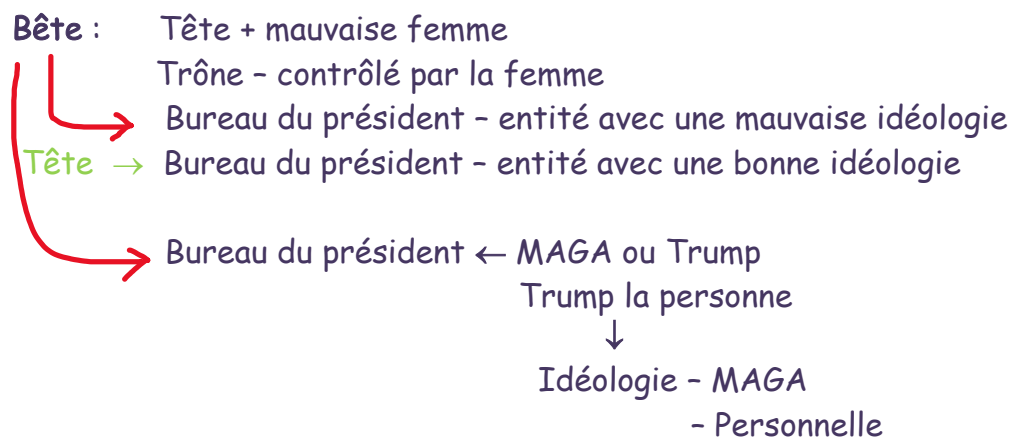 Bête : Tête + mauvaise femme
Trône – contrôlé par la femme
Bureau du président – entité avec une mauvaise idéologie
Tête → Bureau du président – entité avec une bonne idéologie
Bureau du président ← MAGA ou Trump
Trump la personne
↓
Idéologie – MAGA
– Personnelle